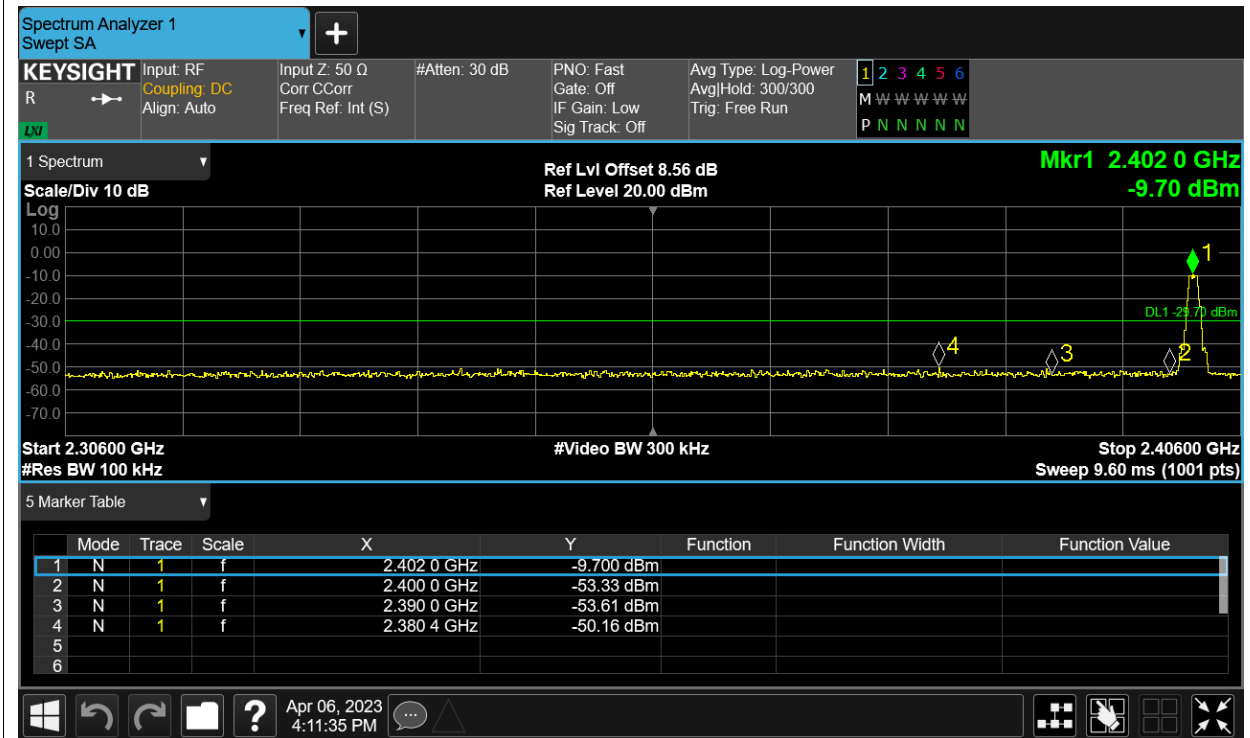 Spectrum Analyzer 1
Swept SA
KEYSIGHT
R
LXI
Input: RF
Coupling: DC
Align: Auto
Input Z: 50 Ω
Corr CCorr
Freq Ref: Int (S)
#Atten: 30 dB
PNO: Fast
Gate: Off
IF Gain: Low
Sig Track: Off
Avg Type: Log-Power
Avg|Hold: 300/300
Trig: Free Run
1 2 3 4 5 6
M W W W W W
P N N N N N
1 Spectrum
Scale/Div 10 dB
Ref Lvl Offset 8.56 dB
Ref Level 20.00 dBm
Mkr1 2.402 0 GHz
-9.70 dBm
Log
10.0
0.00
-10.0
-20.0
-30.0
-40.0
-50.0
-60.0
-70.0
1
DL1 -29.70 dBm
4
3
2
Start 2.30600 GHz
#Res BW 100 kHz
#Video BW 300 kHz
Stop 2.40600 GHz
Sweep 9.60 ms (1001 pts)
5 Marker Table
Mode Trace Scale X Y Function Function Width Function Value
1 N 1 f 2.402 0 GHz -9.700 dBm
2 N 1 f 2.400 0 GHz -53.33 dBm
3 N 1 f 2.390 0 GHz -53.61 dBm
4 N 1 f 2.380 4 GHz -50.16 dBm
5
6
?
Apr 06, 2023
4:11:35 PM